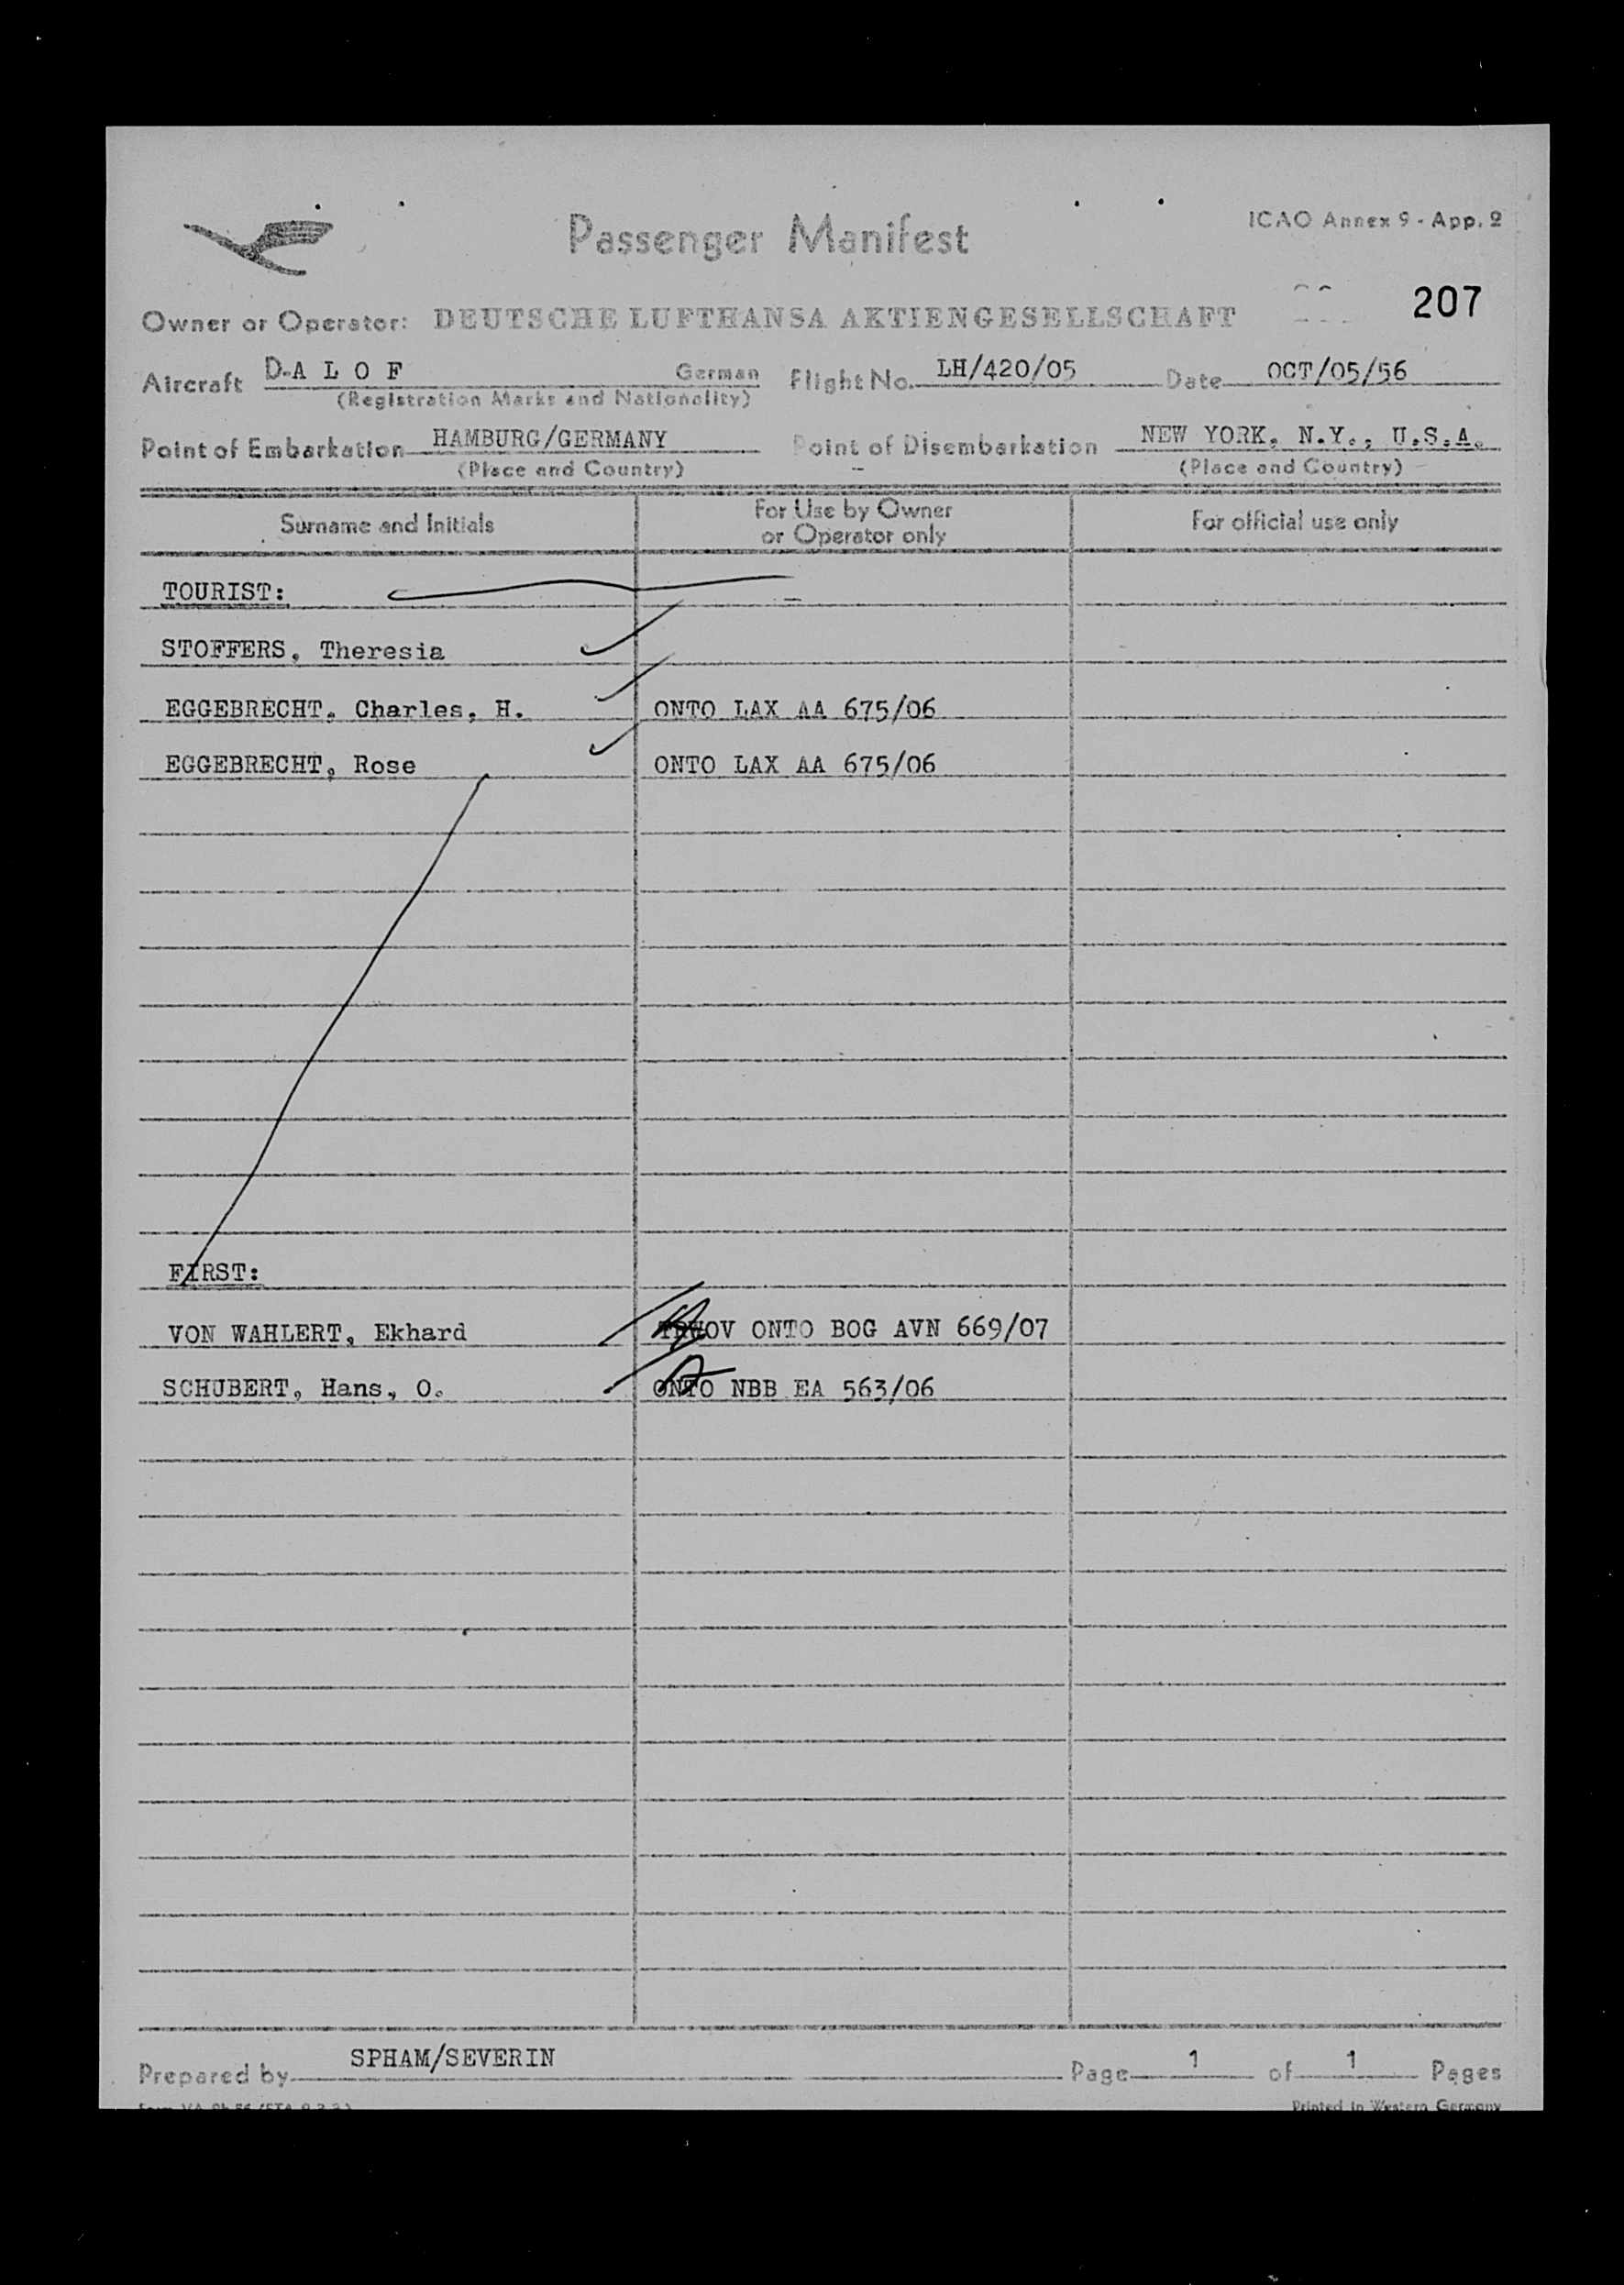 Passenger Manifest
ICAO Annex 9 - App. 2
207
Owner or Operator: DEUTSCHE LUFTHANSA AKTIENGESELLSCHAFT
Aircraft D-A L O F German Flight No. LH/420/05 Date OCT/05/56
(Registration Marks and Nationality)
Point of Embarkation HAMBURG/GERMANY Point of Disembarkation NEW YORK, N.Y., U.S.A.
(Place and Country) (Place and Country)
Surname and Initials
For Use by Owner
or Operator only
For official use only
TOURIST:
STOFFERS, Theresia
EGGEBRECHT, Charles, H. ONTO LAX AA 675/06
EGGEBRECHT, Rose ONTO LAX AA 675/06
FIRST:
VON WAHLERT, Ekhard ONTO BOG AVN 669/07
SCHUBERT, Hans, O. ONTO NBB EA 563/06
Prepared by SPHAM/SEVERIN Page 1 of 1 Pages
Printed in Western Germany